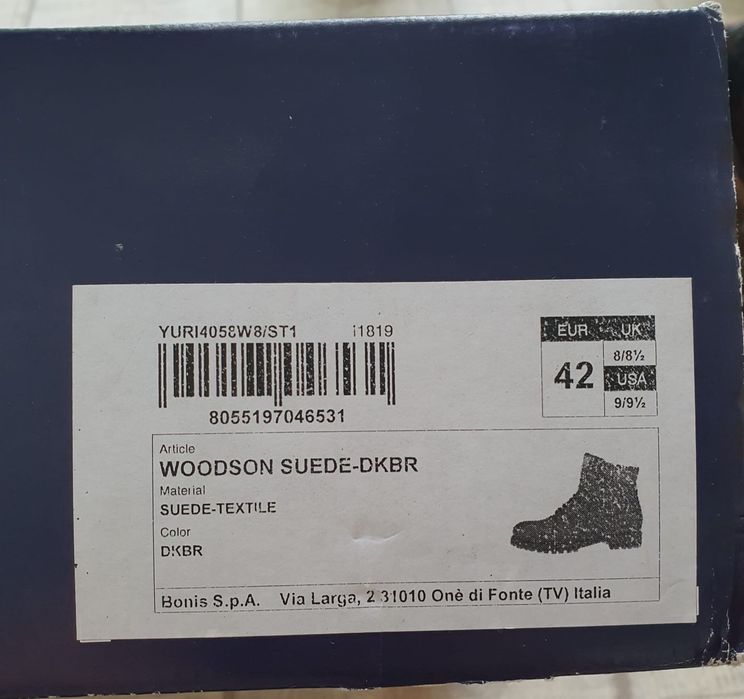 YURI4058W8/ST1 i1819
8055197046531
EUR UK
42 8/8½
USA
9/9½
Article
WOODSON SUEDE-DKBR
Material
SUEDE-TEXTILE
Color
DKBR
Bonis S.p.A. Via Larga, 2 31010 Onè di Fonte (TV) Italia